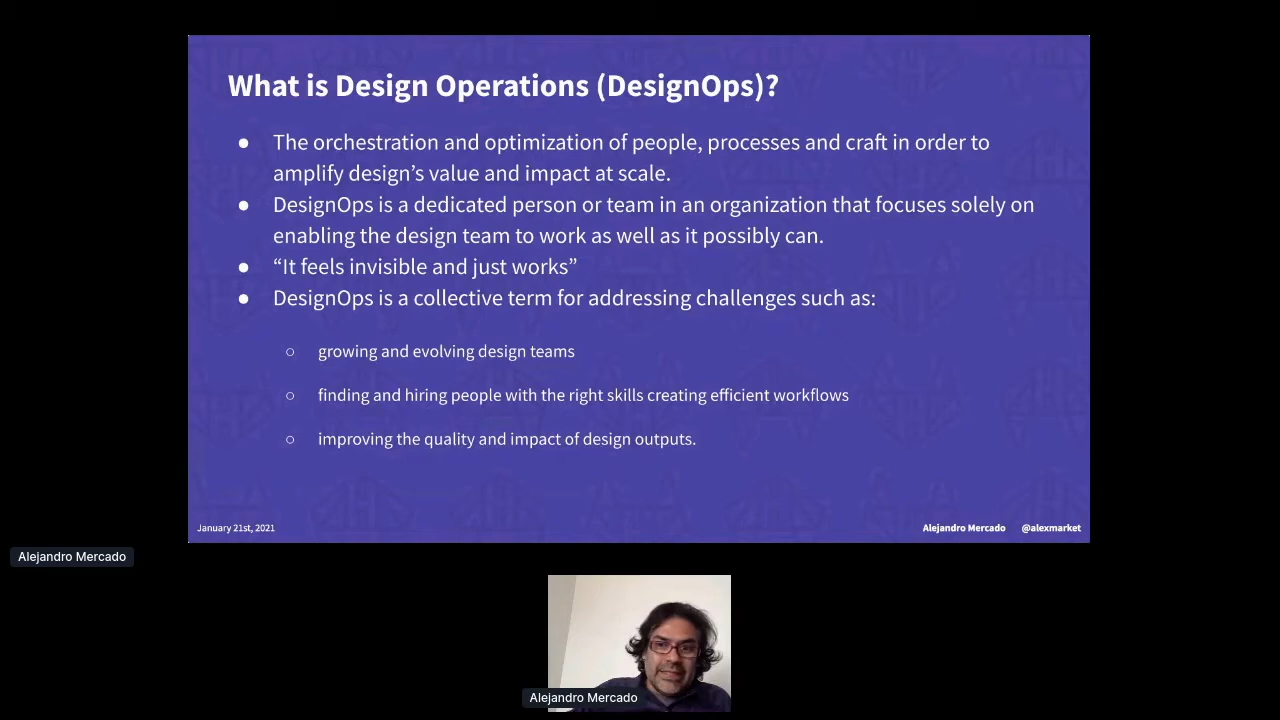 What is Design Operations (DesignOps)?
● The orchestration and optimization of people, processes and craft in order to
amplify design’s value and impact at scale.
● DesignOps is a dedicated person or team in an organization that focuses solely on
enabling the design team to work as well as it possibly can.
● “It feels invisible and just works”
● DesignOps is a collective term for addressing challenges such as:
○ growing and evolving design teams
○ finding and hiring people with the right skills creating efficient workflows
○ improving the quality and impact of design outputs.
January 21st, 2021
Alejandro Mercado @alexmarket
Alejandro Mercado
Alejandro Mercado